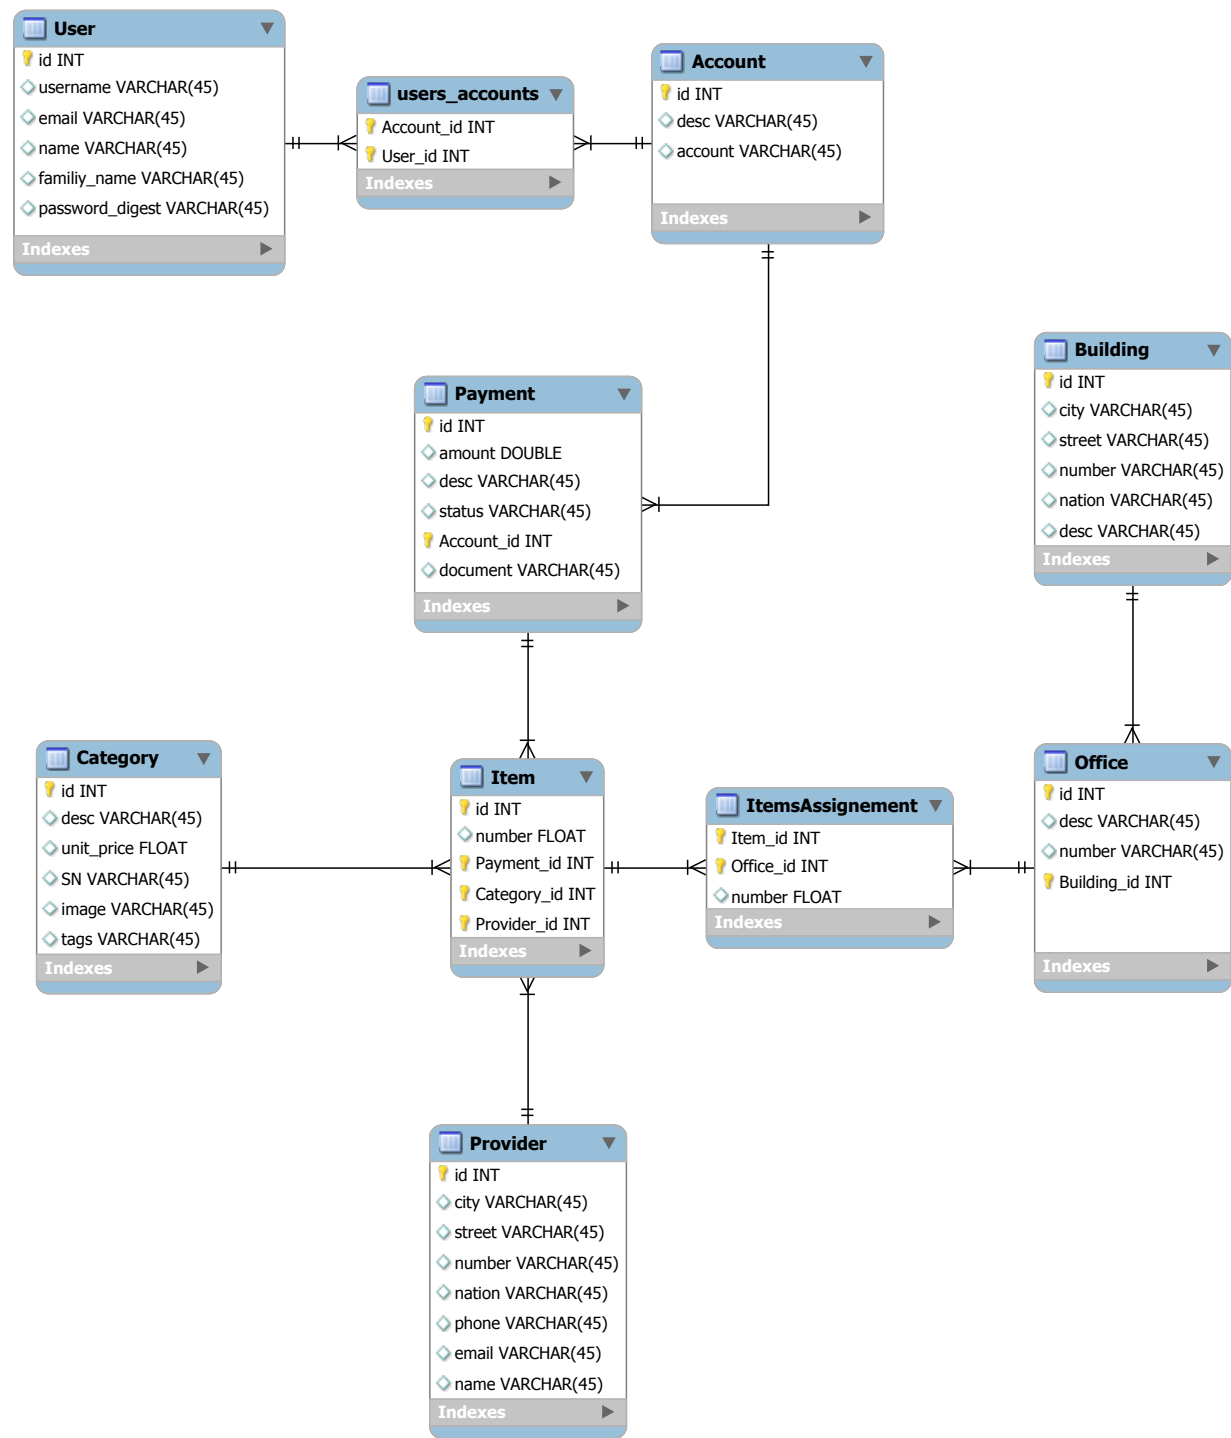 User
id INT
username VARCHAR(45)
email VARCHAR(45)
name VARCHAR(45)
familiy_name VARCHAR(45)
password_digest VARCHAR(45)
Indexes
users_accounts
Account_id INT
User_id INT
Indexes
Account
id INT
desc VARCHAR(45)
account VARCHAR(45)
Indexes
Building
id INT
city VARCHAR(45)
street VARCHAR(45)
number VARCHAR(45)
nation VARCHAR(45)
desc VARCHAR(45)
Indexes
Payment
id INT
amount DOUBLE
desc VARCHAR(45)
status VARCHAR(45)
Account_id INT
document VARCHAR(45)
Indexes
Category
id INT
desc VARCHAR(45)
unit_price FLOAT
SN VARCHAR(45)
image VARCHAR(45)
tags VARCHAR(45)
Indexes
Item
id INT
number FLOAT
Payment_id INT
Category_id INT
Provider_id INT
Indexes
ItemsAssignement
Item_id INT
Office_id INT
number FLOAT
Indexes
Office
id INT
desc VARCHAR(45)
number VARCHAR(45)
Building_id INT
Indexes
Provider
id INT
city VARCHAR(45)
street VARCHAR(45)
number VARCHAR(45)
nation VARCHAR(45)
phone VARCHAR(45)
email VARCHAR(45)
name VARCHAR(45)
Indexes